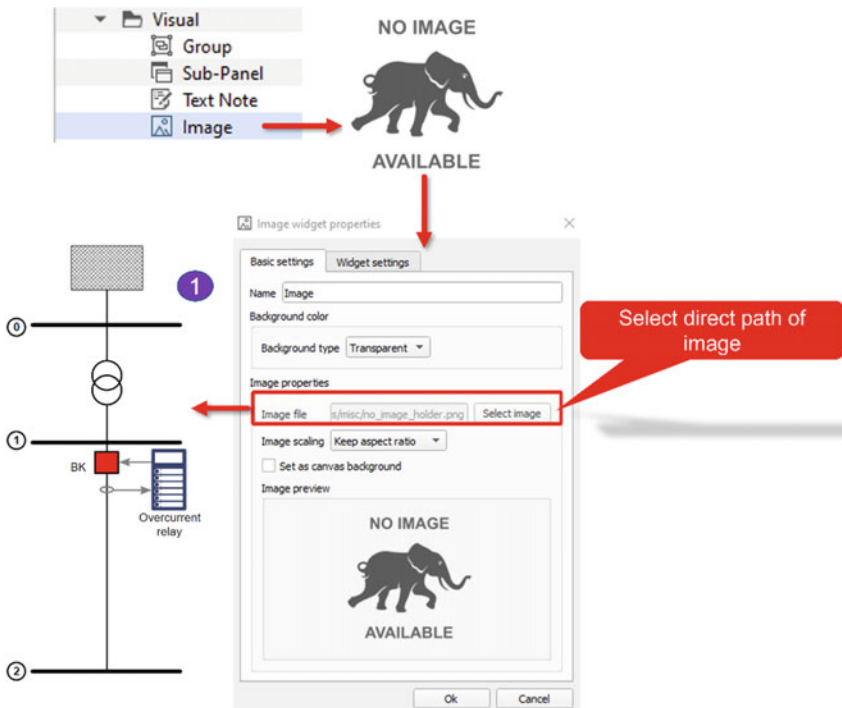 Visual
Group
Sub-Panel
Text Note
Image
NO IMAGE
AVAILABLE
Image widget properties
Basic settings
Widget settings
Name Image
Background color
Background type Transparent
Image properties
Image file s/misc/no_image_holder.png Select image
Image scaling Keep aspect ratio
Set as canvas background
Image preview
NO IMAGE
AVAILABLE
Ok Cancel
Select direct path of
image
1
0
1
BK
Overcurrent
relay
2